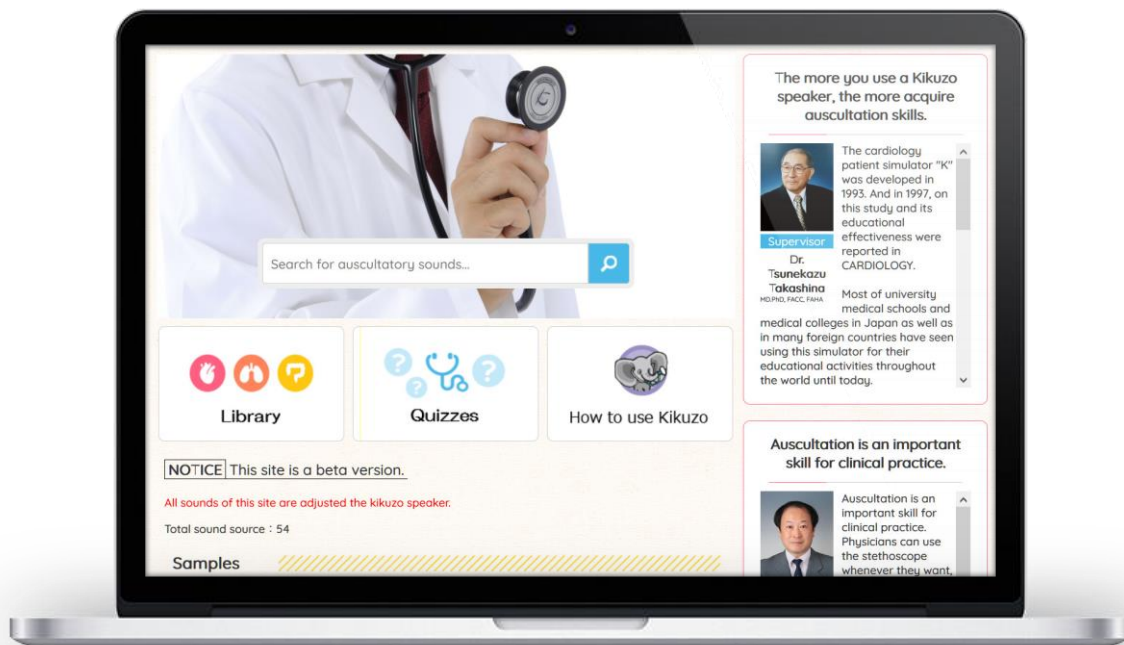 Search for auscultatory sounds...
Library
Quizzes
How to use Kikuzo
NOTICE This site is a beta version.
All sounds of this site are adjusted the kikuzo speaker.
Total sound source：54
Samples
The more you use a Kikuzo
speaker, the more acquire
auscultation skills.
Supervisor
Dr.
Tsunekazu
Takashina
MD.PhD, FACC, FAHA
The cardiology
patient simulator "K"
was developed in
1993. And in 1997, on
this study and its
educational
effectiveness were
reported in
CARDIOLOGY.
Most of university
medical schools and
medical colleges in Japan as well as
in many foreign countries have seen
using this simulator for their
educational activities throughout
the world until today.
Auscultation is an important
skill for clinical practice.
Auscultation is an
important skill for
clinical practice.
Physicians can use
the stethoscope
whenever they want,